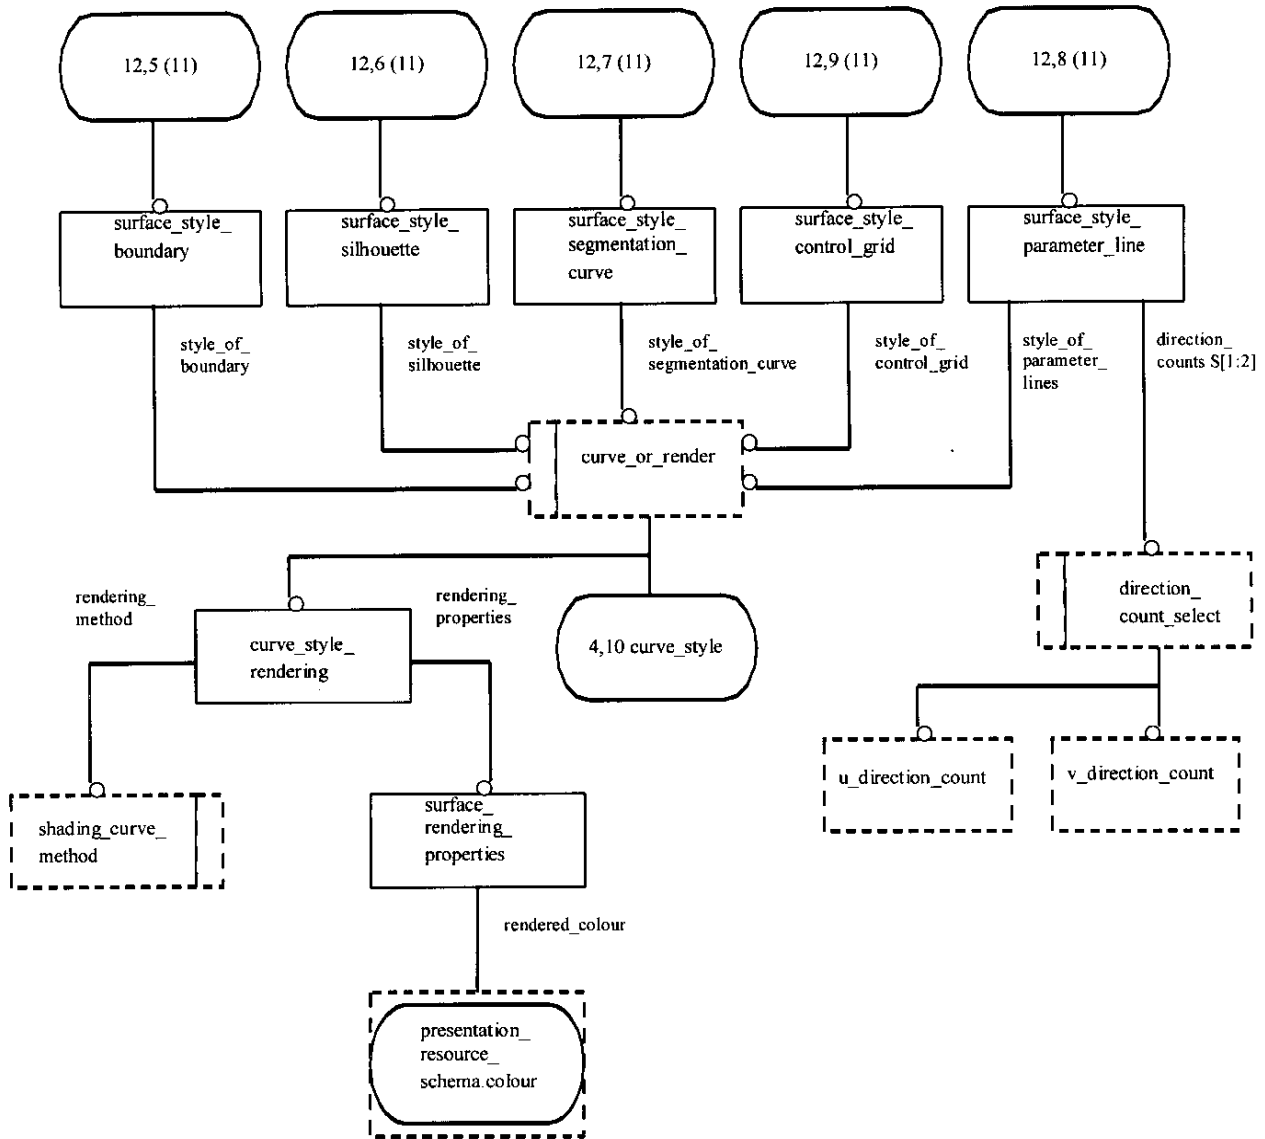 12,5 (11)
12,6 (11)
12,7 (11)
12,9 (11)
12,8 (11)
surface_style_
boundary
surface_style_
silhouette
surface_style_
segmentation_
curve
surface_style_
control_grid
surface_style_
parameter_line
style_of_
boundary
style_of_
silhouette
style_of_
segmentation_curve
style_of_
control_grid
style_of_
parameter_
lines
direction_
counts S[1:2]
curve_or_render
rendering_
method
rendering_
properties
curve_style_
rendering
4,10 curve_style
direction_
count_select
u_direction_count
v_direction_count
shading_curve_
method
surface_
rendering_
properties
rendered_colour
presentation_
resource_
schema.colour